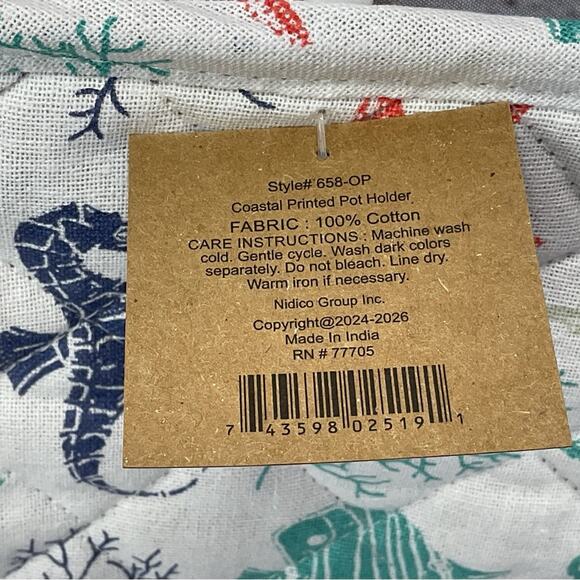 Style# 658-OP
Coastal Printed Pot Holder
FABRIC : 100% Cotton
CARE INSTRUCTIONS : Machine wash
cold. Gentle cycle. Wash dark colors
separately. Do not bleach. Line dry.
Warm iron if necessary.
Nidico Group Inc.
Copyright@2024-2026
Made In India
RN # 77705
7 43598 02519 1